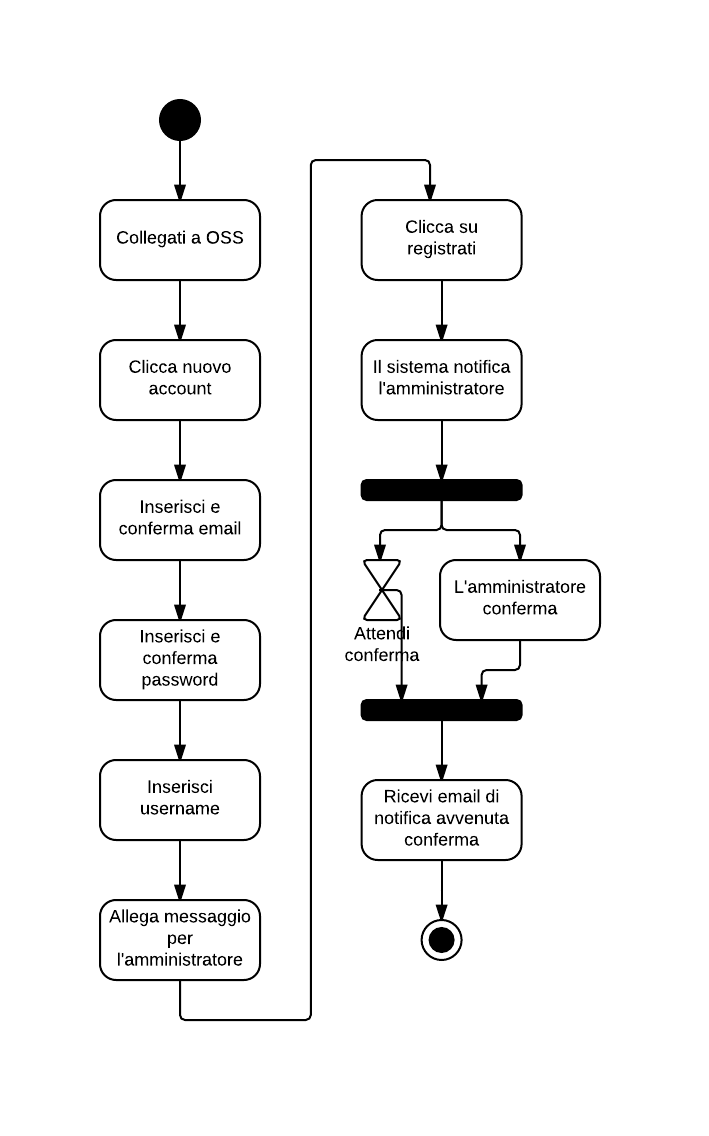 Collegati a OSS
Clicca nuovo
account
Inserisci e
conferma email
Inserisci e
conferma
password
Inserisci
username
Allega messaggio
per
l'amministratore
Clicca su
registrati
Il sistema notifica
l'amministratore
Attendi
conferma
L'amministratore
conferma
Ricevi email di
notifica avvenuta
conferma